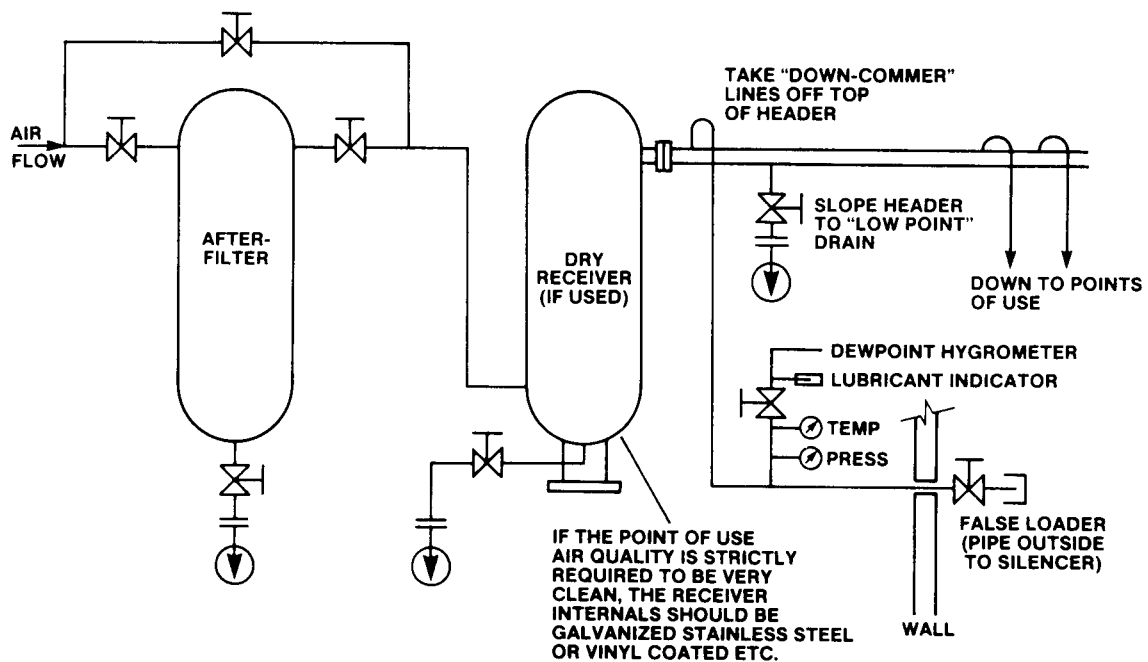 AIR
FLOW
AFTER-
FILTER
DRY
RECEIVER
(IF USED)
TAKE “DOWN-COMMER”
LINES OFF TOP
OF HEADER
SLOPE HEADER
TO “LOW POINT”
DRAIN
DOWN TO POINTS
OF USE
DEWPOINT HYGROMETER
LUBRICANT INDICATOR
TEMP
PRESS
FALSE LOADER
(PIPE OUTSIDE
TO SILENCER)
WALL
IF THE POINT OF USE
AIR QUALITY IS STRICTLY
REQUIRED TO BE VERY
CLEAN, THE RECEIVER
INTERNALS SHOULD BE
GALVANIZED STAINLESS STEEL
OR VINYL COATED ETC.